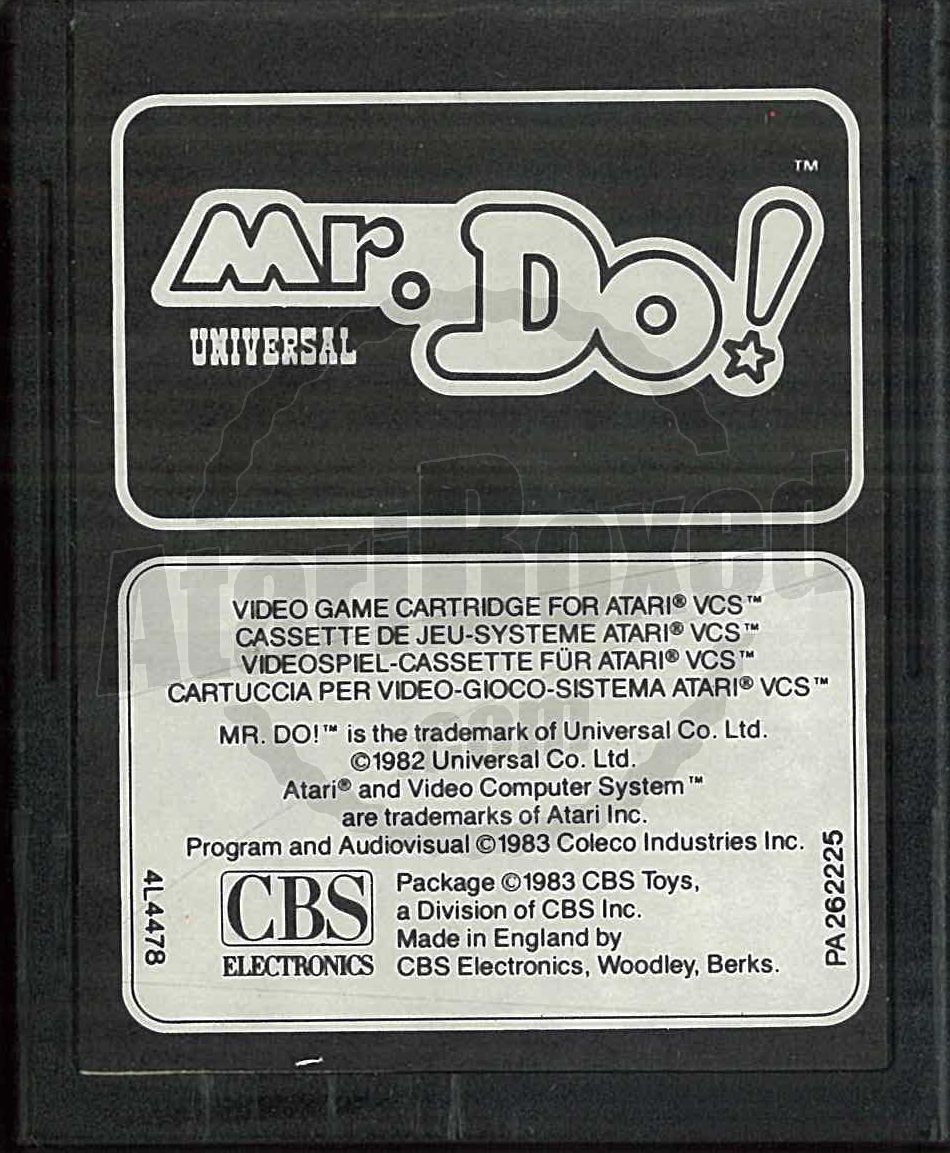 TM
Mr. Do!
UNIVERSAL
AtariBoxed
.com
VIDEO GAME CARTRIDGE FOR ATARI® VCS™
CASSETTE DE JEU-SYSTEME ATARI® VCS™
VIDEOSPIEL-CASSETTE FÜR ATARI® VCS™
CARTUCCIA PER VIDEO-GIOCO-SISTEMA ATARI® VCS™
MR. DO!™ is the trademark of Universal Co. Ltd.
©1982 Universal Co. Ltd.
Atari® and Video Computer System™
are trademarks of Atari Inc.
Program and Audiovisual ©1983 Coleco Industries Inc.
4L4478
CBS
ELECTRONICS
Package ©1983 CBS Toys,
a Division of CBS Inc.
Made in England by
CBS Electronics, Woodley, Berks.
PA262225